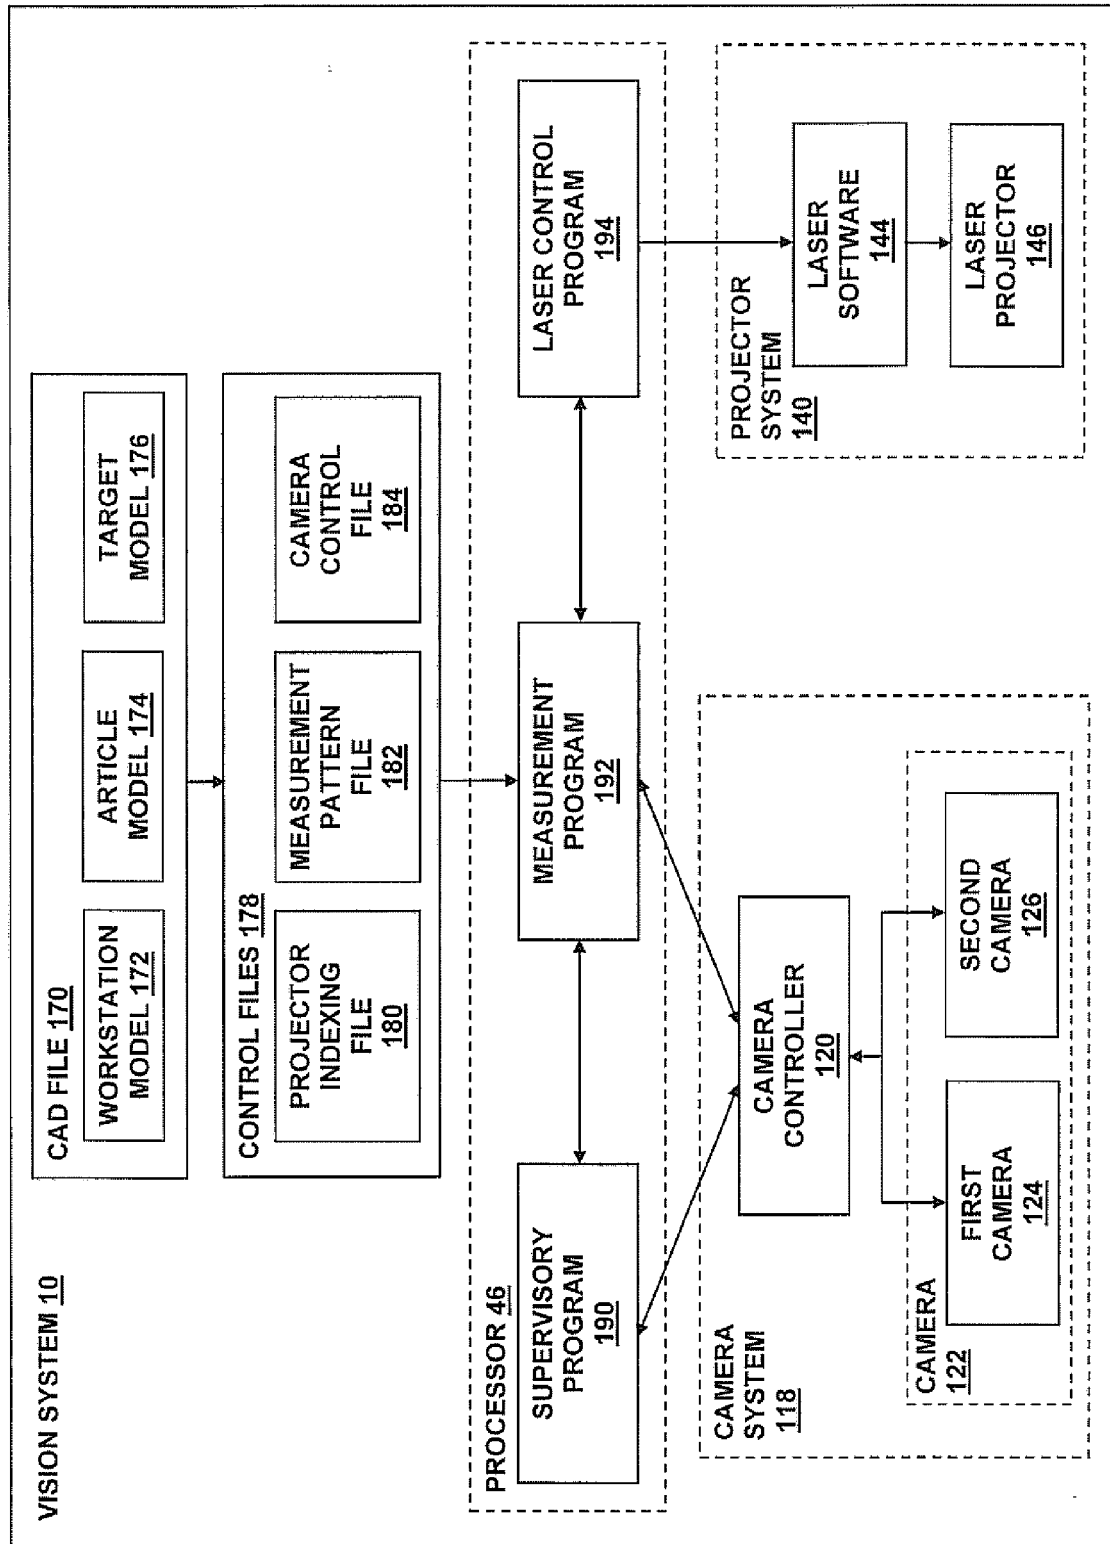 VISION SYSTEM 10
CAD FILE 170
WORKSTATION
MODEL 172
ARTICLE
MODEL 174
TARGET
MODEL 176
CONTROL FILES 178
PROJECTOR
INDEXING
FILE
180
MEASUREMENT
PATTERN
FILE
182
CAMERA
CONTROL
FILE
184
PROCESSOR 46
SUPERVISORY
PROGRAM
190
MEASUREMENT
PROGRAM
192
LASER CONTROL
PROGRAM
194
CAMERA
SYSTEM
118
CAMERA
CONTROLLER
120
CAMERA
122
FIRST
CAMERA
124
SECOND
CAMERA
126
PROJECTOR
SYSTEM
140
LASER
SOFTWARE
144
LASER
PROJECTOR
146